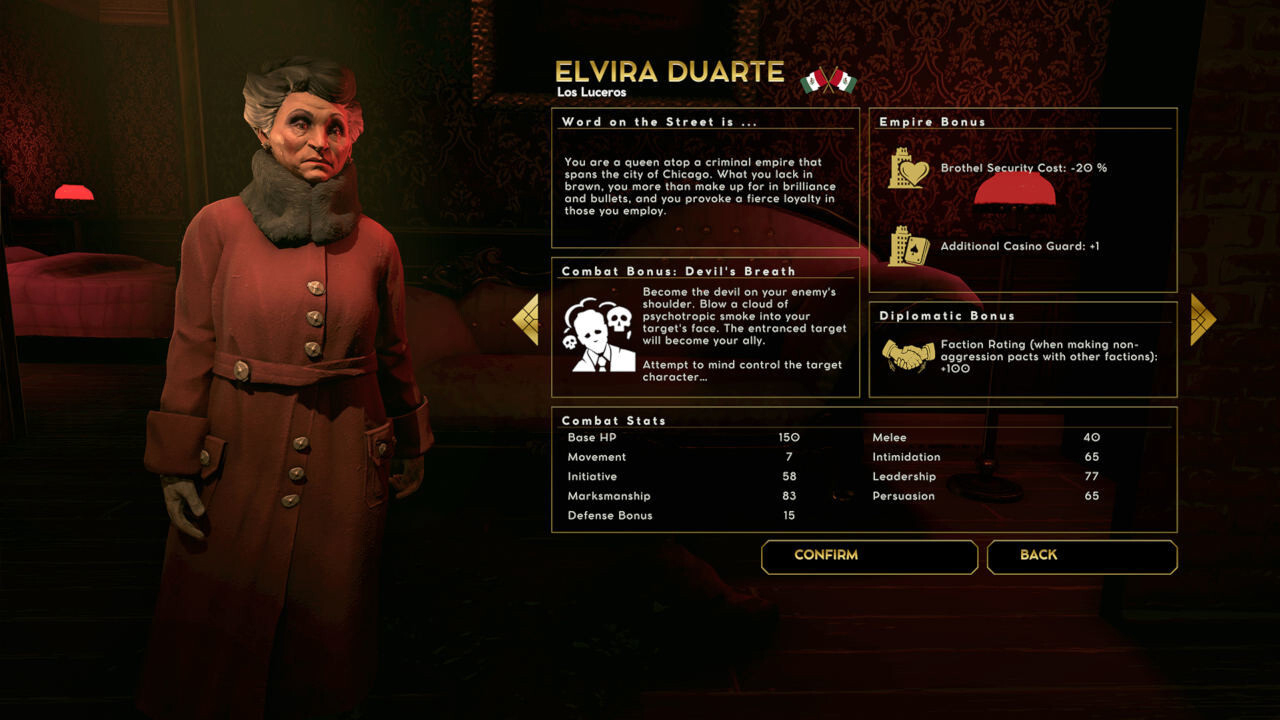 ELVIRA DUARTE
Los Luceros
Word on the Street is ...
You are a queen atop a criminal empire that
spans the city of Chicago. What you lack in
brawn, you more than make up for in brilliance
and bullets, and you provoke a fierce loyalty in
those you employ.
Empire Bonus
Brothel Security Cost: -20 %
Additional Casino Guard: +1
Combat Bonus: Devil's Breath
Become the devil on your enemy's
shoulder. Blow a cloud of
psychotropic smoke into your
target's face. The entranced target
will become your ally.
Attempt to mind control the target
character...
Diplomatic Bonus
Faction Rating (when making non-
aggression pacts with other factions):
+100
Combat Stats
Base HP 150
Movement 7
Initiative 58
Marksmanship 83
Defense Bonus 15
Melee 40
Intimidation 65
Leadership 77
Persuasion 65
CONFIRM
BACK